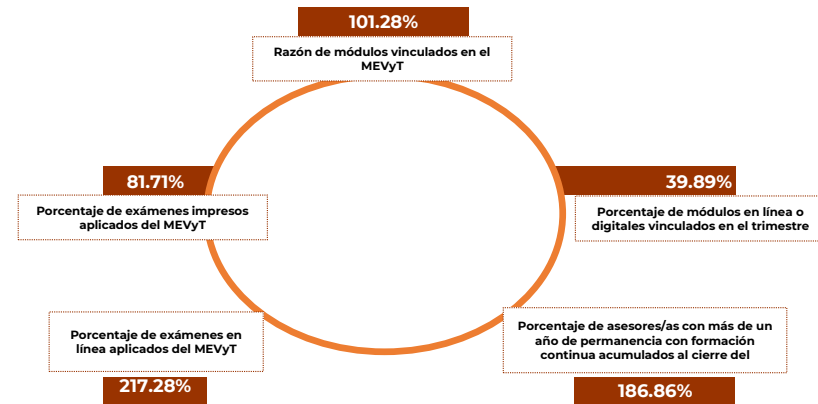 101.28%
Razón de módulos vinculados en el
MEVyT
81.71%
Porcentaje de exámenes impresos
aplicados del MEVyT
39.89%
Porcentaje de módulos en línea o
digitales vinculados en el trimestre
Porcentaje de exámenes en
línea aplicados del MEVyT
217.28%
Porcentaje de asesores/as con más de un
año de permanencia con formación
continua acumulados al cierre del
186.86%